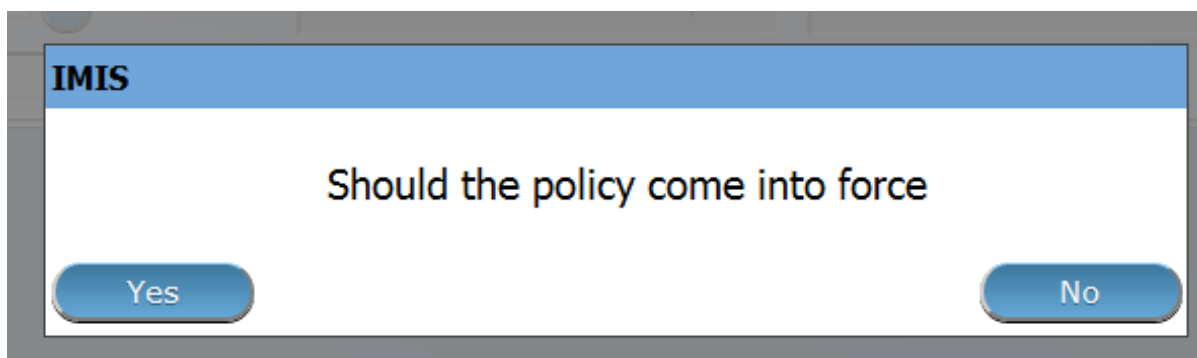 IMIS
Should the policy come into force
Yes
No